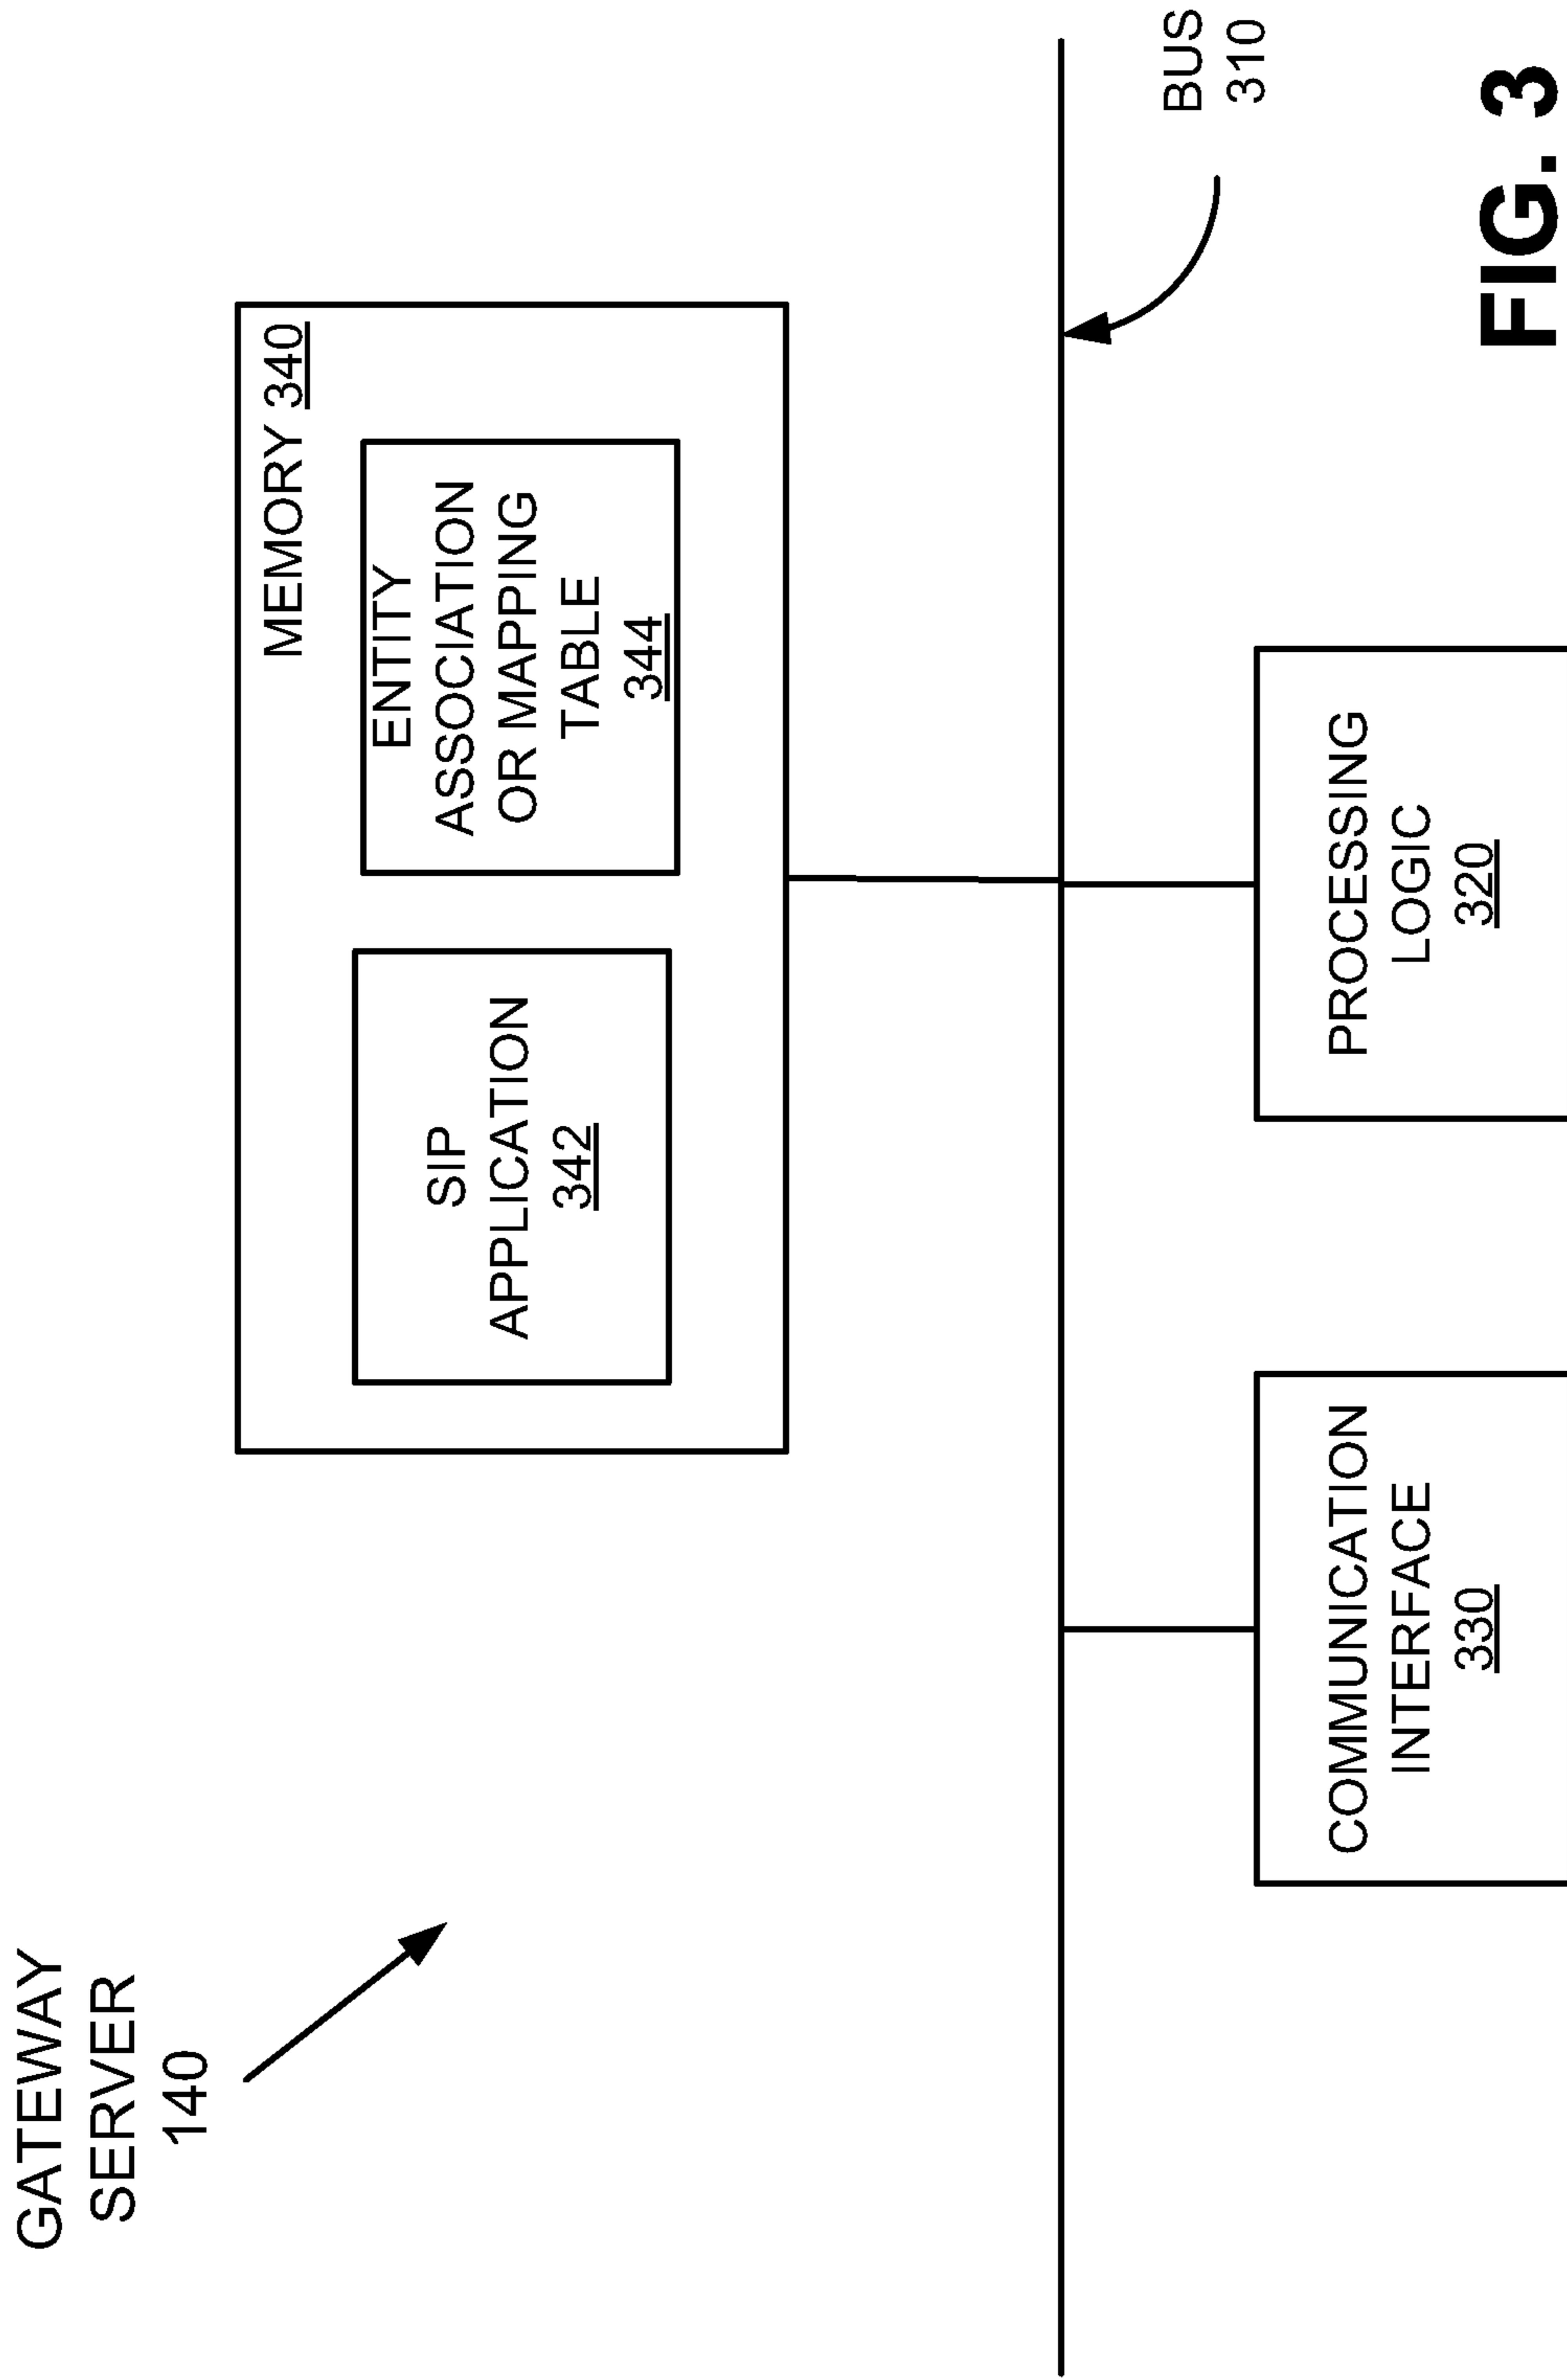 GATEWAY
SERVER
140
MEMORY 340
SIP
APPLICATION
342
ENTITY
ASSOCIATION
OR MAPPING
TABLE
344
BUS
310
COMMUNICATION
INTERFACE
330
PROCESSING
LOGIC
320
FIG. 3